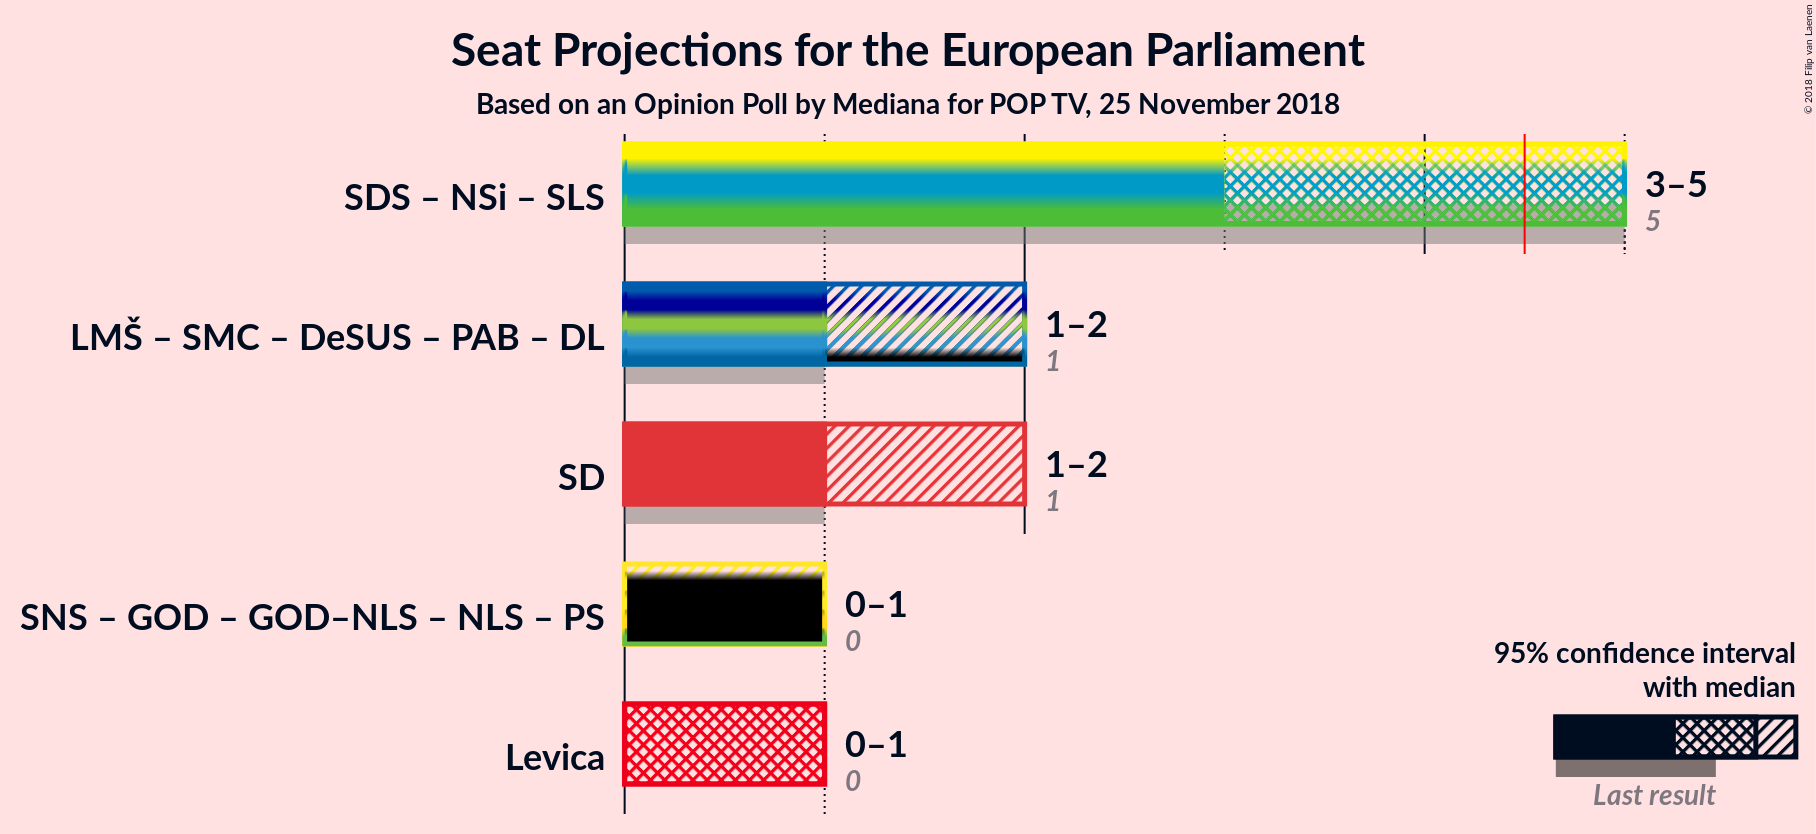 Seat Projections for the European Parliament
Based on an Opinion Poll by Mediana for POP TV, 25 November 2018
© 2018 Filip van Laenen
SDS – NSi – SLS
3–5
5
LMŠ – SMC – DeSUS – PAB – DL
1–2
1
SD
1–2
1
SNS – GOD – GOD–NLS – NLS – PS
0–1
0
Levica
0–1
0
95% confidence interval
with median
Last result